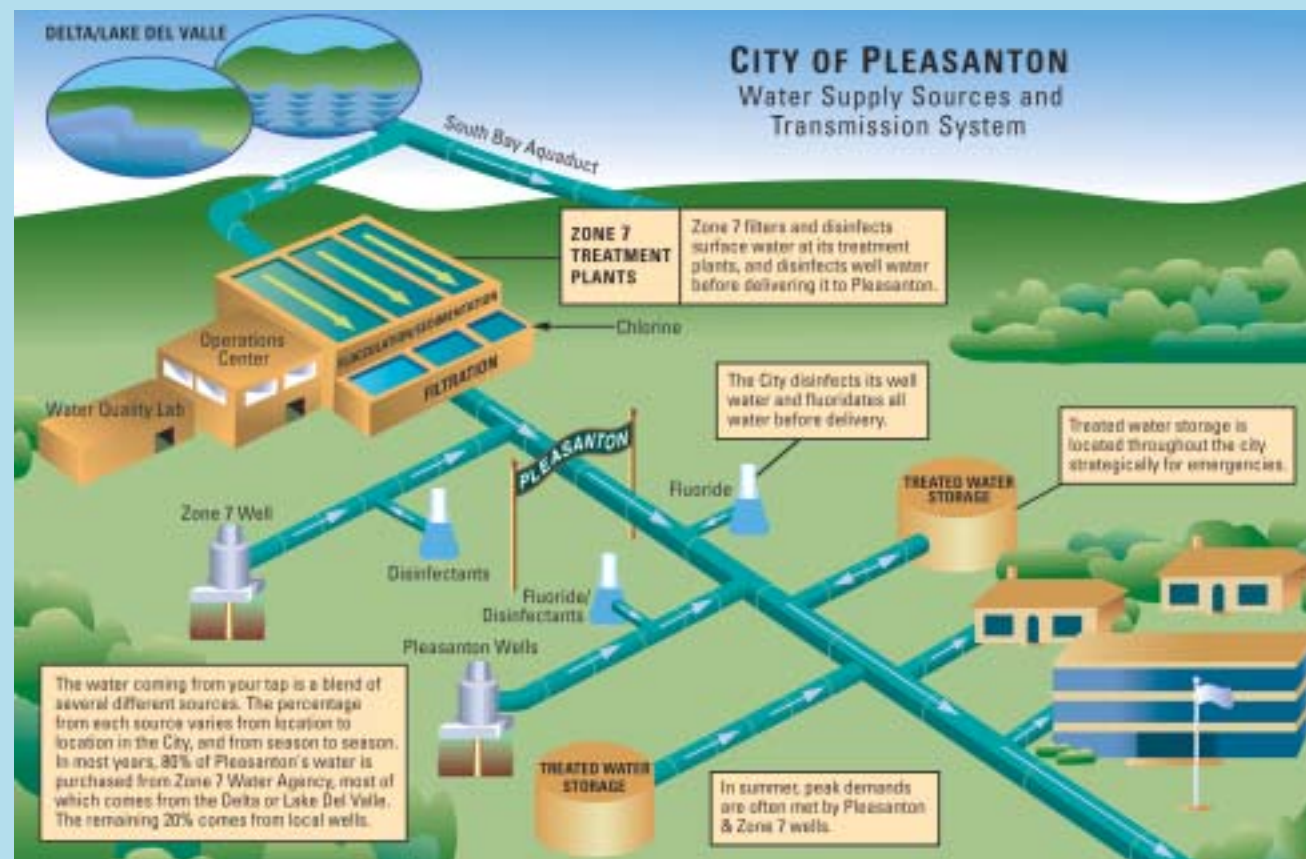 DELTA/LAKE DEL VALLE
CITY OF PLEASANTON
Water Supply Sources and
Transmission System
South Bay Aquaduct
ZONE 7
TREATMENT
PLANTS
Zone 7 filters and disinfects
surface water at its treatment
plants, and disinfects well water
before delivering it to Pleasanton.
FLOCCULATION/SEDIMENTATION
FILTRATION
Chlorine
Operations
Center
Water Quality Lab
The City disinfects its well
water and fluoridates all
water before delivery.
PLEASANTON
Treated water storage is
located throughout the city
strategically for emergencies.
TREATED WATER
STORAGE
Fluoride
Zone 7 Well
Disinfectants
Fluoride/
Disinfectants
Pleasanton Wells
The water coming from your tap is a blend of
several different sources. The percentage
from each source varies from location to
location in the City, and from season to season.
In most years, 80% of Pleasanton's water is
purchased from Zone 7 Water Agency, most of
which comes from the Delta or Lake Del Valle.
The remaining 20% comes from local wells.
TREATED WATER
STORAGE
In summer, peak demands
are often met by Pleasanton
& Zone 7 wells.